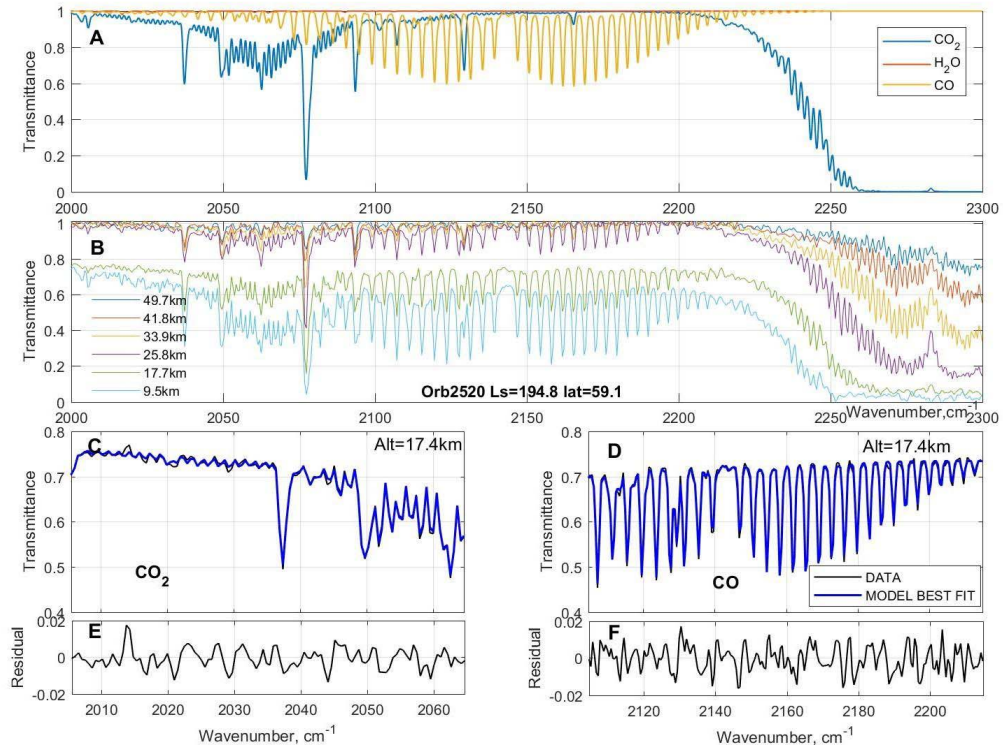 A
Transmittance
1
0.8
0.6
0.4
0.2
0
CO₂
H₂O
CO
2000 2050 2100 2150 2200 2250 2300
B
Transmittance
1
0.8
0.6
0.4
0.2
0
49.7km
41.8km
33.9km
25.8km
17.7km
9.5km
Orb2520 Ls=194.8 lat=59.1
Wavenumber,cm⁻¹
2000 2050 2100 2150 2200 2250 2300
C
Alt=17.4km
Transmittance
0.8
0.7
0.6
0.5
0.4
CO₂
D
Alt=17.4km
Transmittance
0.8
0.7
0.6
0.5
0.4
CO
DATA
MODEL BEST FIT
E
Residual
0.02
0
-0.02
2010 2020 2030 2040 2050 2060
Wavenumber, cm⁻¹
F
Residual
0.02
0
-0.02
2120 2140 2160 2180 2200
Wavenumber, cm⁻¹